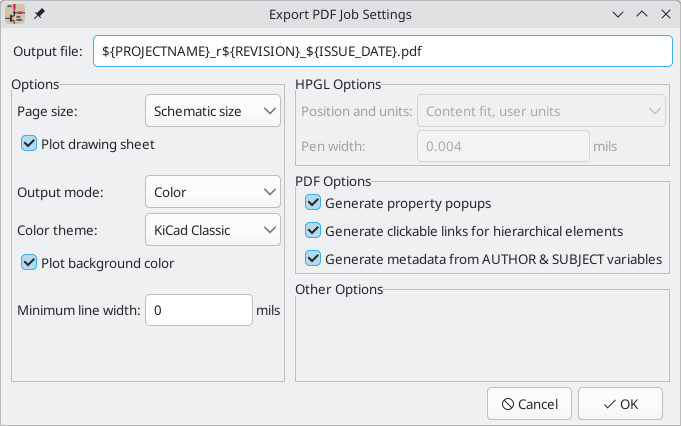 Export PDF Job Settings
Output file: ${PROJECTNAME}_r${REVISION}_${ISSUE_DATE}.pdf
Options
Page size: Schematic size
Plot drawing sheet
Output mode: Color
Color theme: KiCad Classic
Plot background color
Minimum line width: 0 mils
HPGL Options
Position and units: Content fit, user units
Pen width: 0.004 mils
PDF Options
Generate property popups
Generate clickable links for hierarchical elements
Generate metadata from AUTHOR & SUBJECT variables
Other Options
Cancel OK